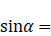 sinα =